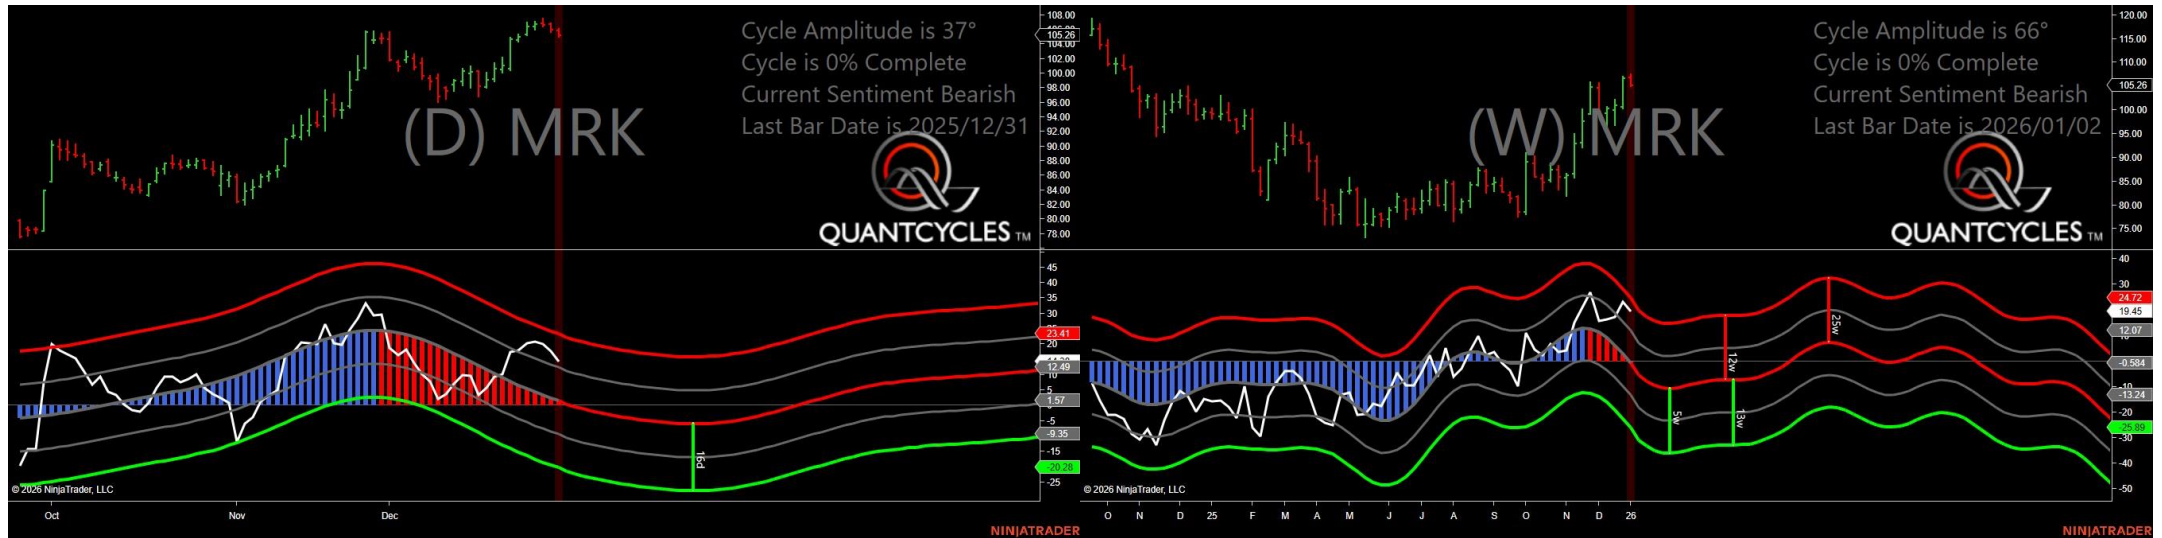 Cycle Amplitude is 37°
Cycle is 0% Complete
Current Sentiment Bearish
Last Bar Date is 2025/12/31
(D) MRK
QUANTCYCLES TM
108.00
105.26
104.00
102.00
100.00
98.00
96.00
94.00
92.00
90.00
88.00
86.00
84.00
82.00
80.00
78.00
45
40
35
30
23.41
20
12.49
10
5
1.57
-5
-9.35
-15
-20.28
-25
16d
© 2026 NinjaTrader, LLC
Oct Nov Dec
NINJATRADER
Cycle Amplitude is 66°
Cycle is 0% Complete
Current Sentiment Bearish
Last Bar Date is 2026/01/02
(W) MRK
QUANTCYCLES TM
120.00
115.00
110.00
105.26
100.00
95.00
90.00
85.00
80.00
75.00
40
30
24.72
19.45
12.07
-0.584
-10
-13.24
-20
-25.89
-30
-40
-50
5w
12w
13w
25w
© 2026 NinjaTrader, LLC
O N D 25 F M A M J J A S O N D 26
NINJATRADER